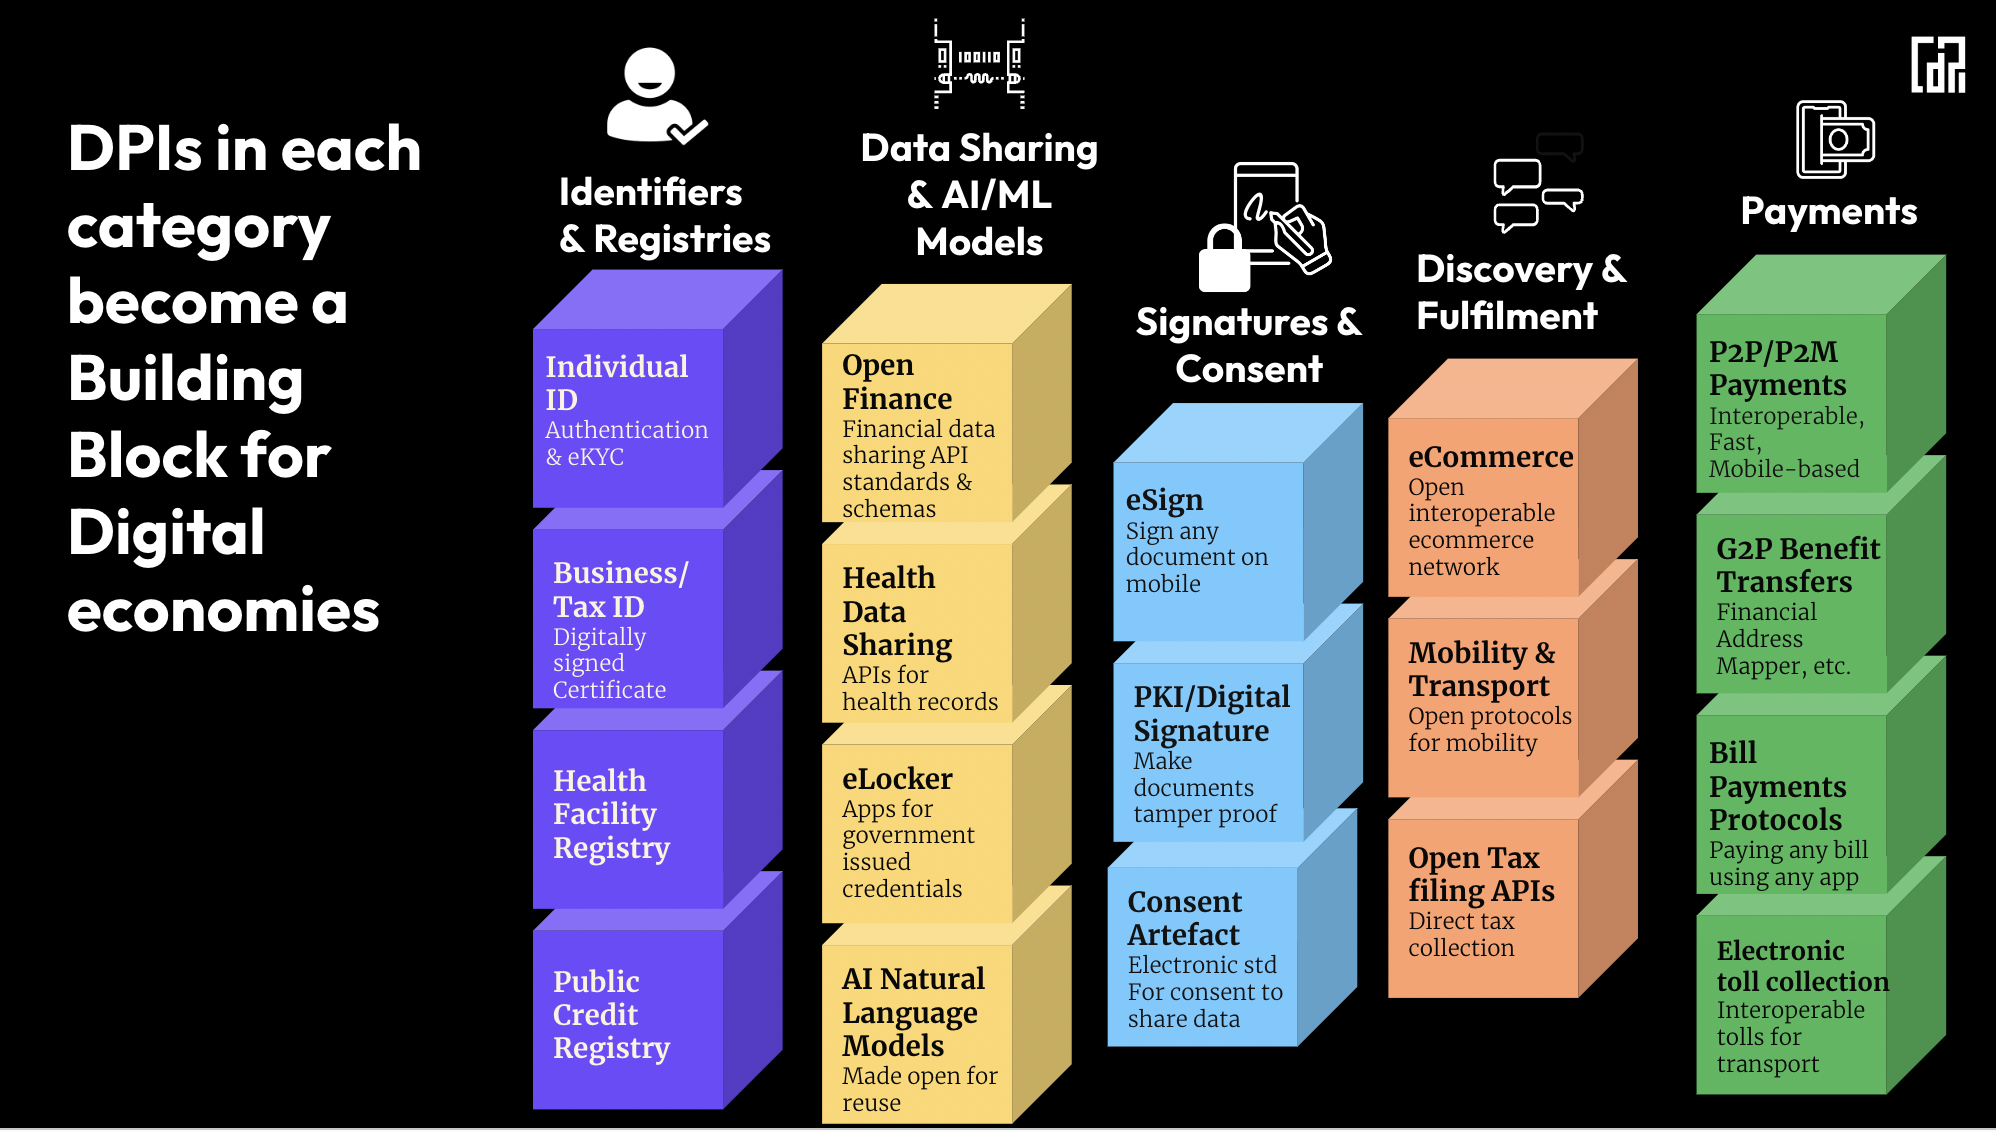 DPIs in each
category
become a
Building
Block for
Digital
economies
Identifiers
& Registries
Individual
ID
Authentication
& eKYC
Business/
Tax ID
Digitally
signed
Certificate
Health
Facility
Registry
Public
Credit
Registry
Data Sharing
& AI/ML
Models
Open
Finance
Financial data
sharing API
standards &
schemas
Health
Data
Sharing
APIs for
health records
eLocker
Apps for
government
issued
credentials
AI Natural
Language
Models
Made open for
reuse
Signatures &
Consent
eSign
Sign any
document on
mobile
PKI/Digital
Signature
Make
documents
tamper proof
Consent
Artefact
Electronic std
For consent to
share data
Discovery &
Fulfilment
eCommerce
Open
interoperable
ecommerce
network
Mobility &
Transport
Open protocols
for mobility
Open Tax
filing APIs
Direct tax
collection
Payments
P2P/P2M
Payments
Interoperable,
Fast,
Mobile-based
G2P Benefit
Transfers
Financial
Address
Mapper, etc.
Bill
Payments
Protocols
Paying any bill
using any app
Electronic
toll collection
Interoperable
tolls for
transport